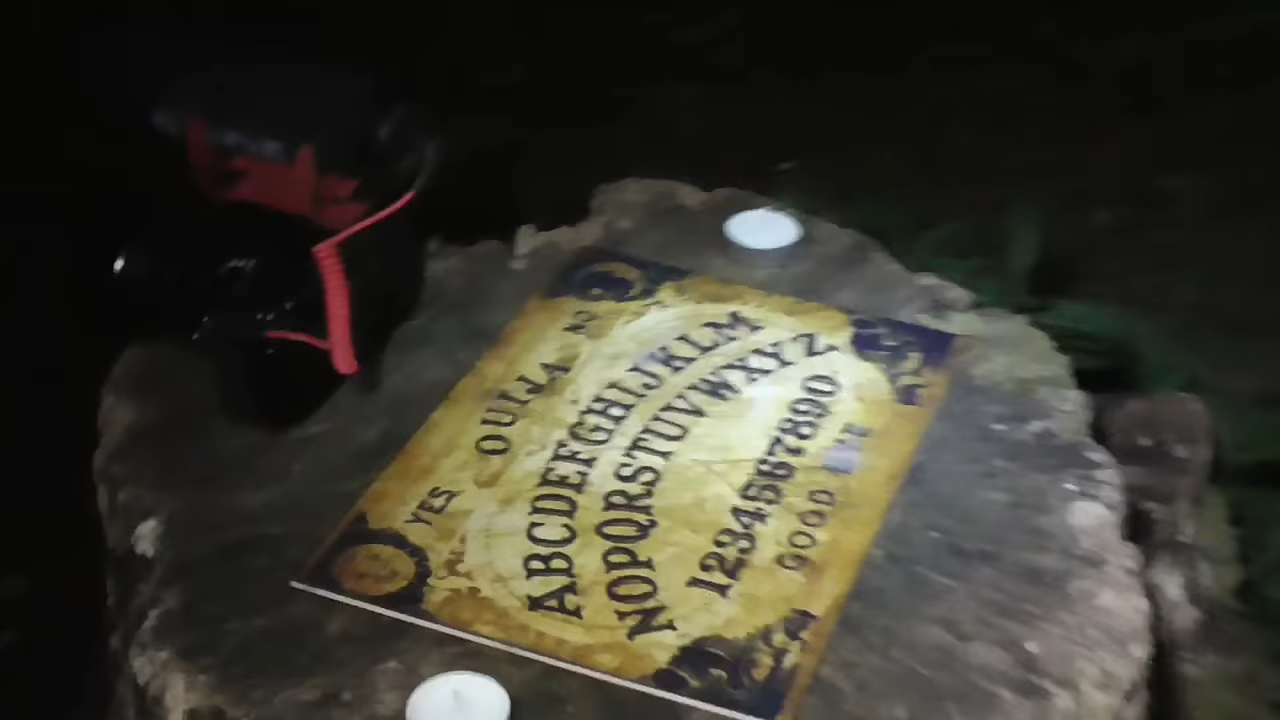 YES OUIJA NO
ABCDEFGHIJKLM
NOPQRSTUVWXYZ
1234567890
GOOD